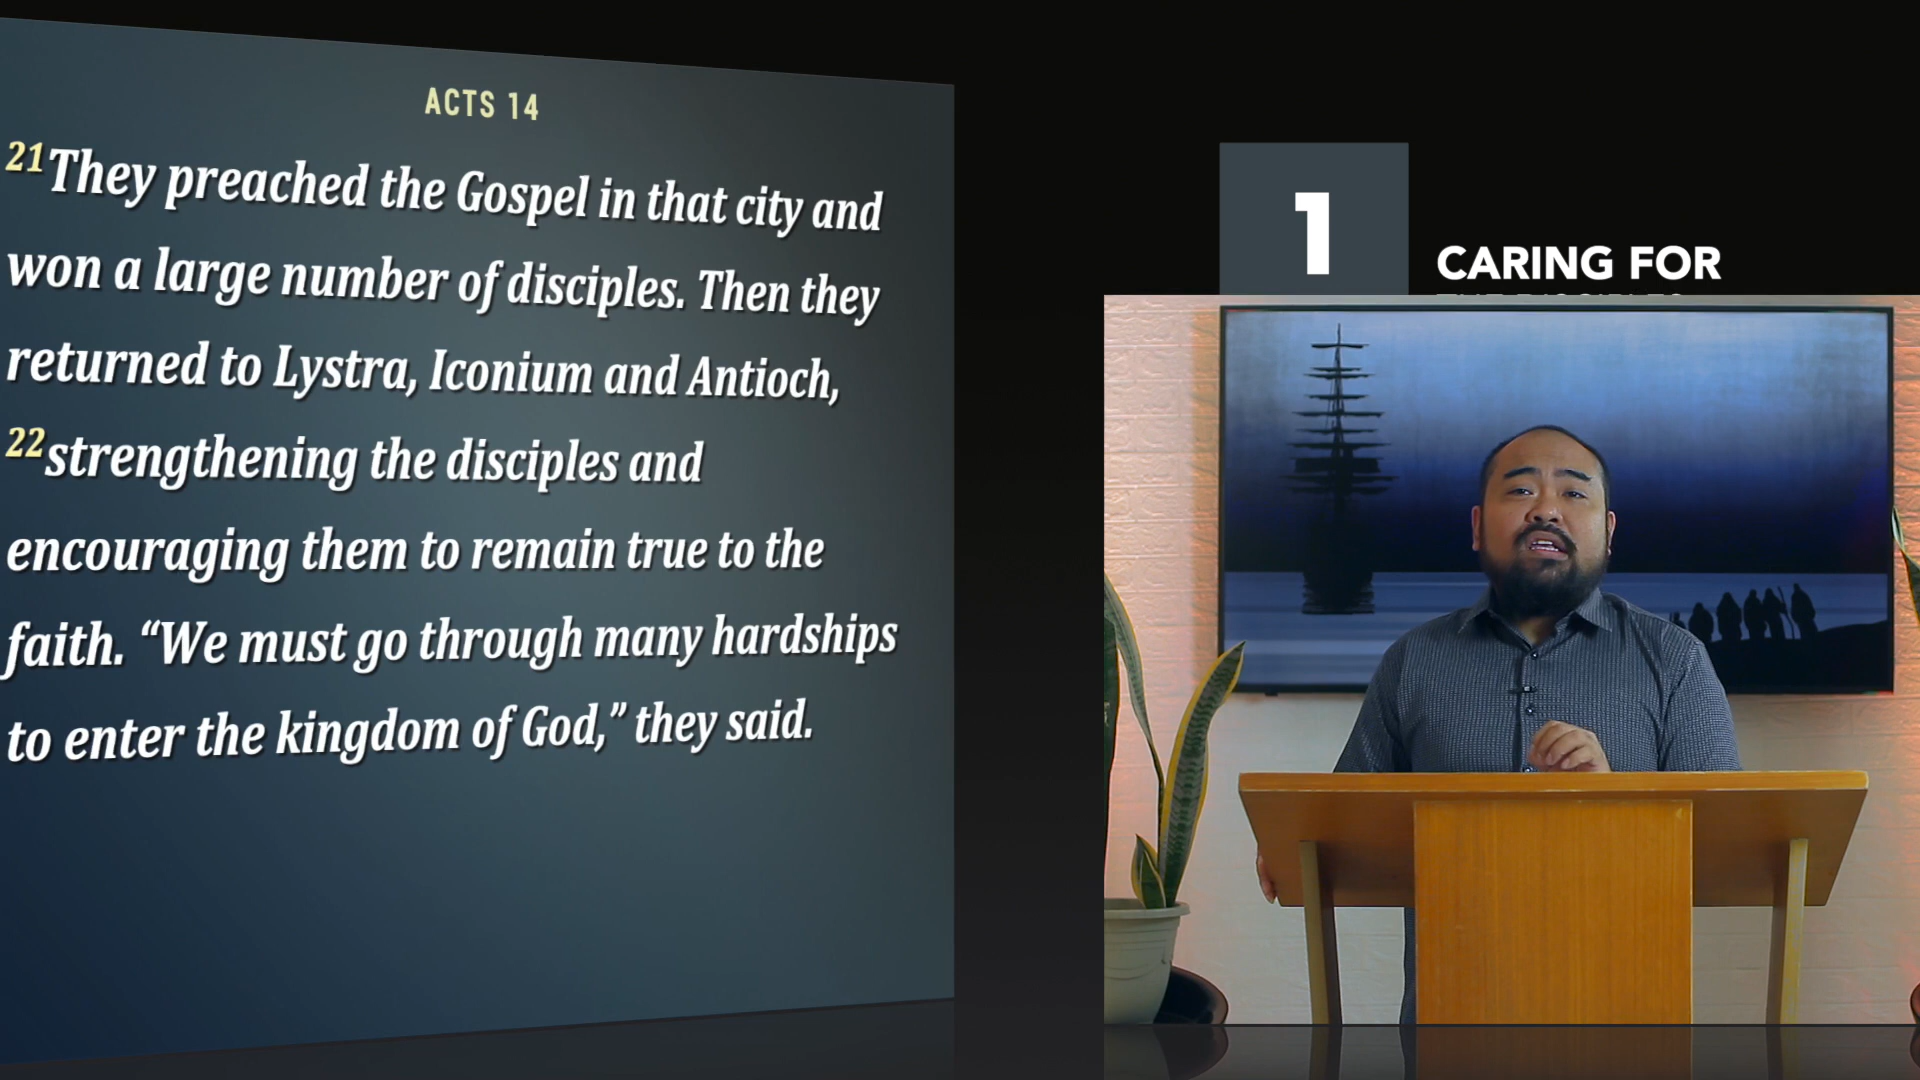 ACTS 14
21They preached the Gospel in that city and
won a large number of disciples. Then they
returned to Lystra, Iconium and Antioch,
22strengthening the disciples and
encouraging them to remain true to the
faith. “We must go through many hardships
to enter the kingdom of God,” they said.
1
CARING FOR